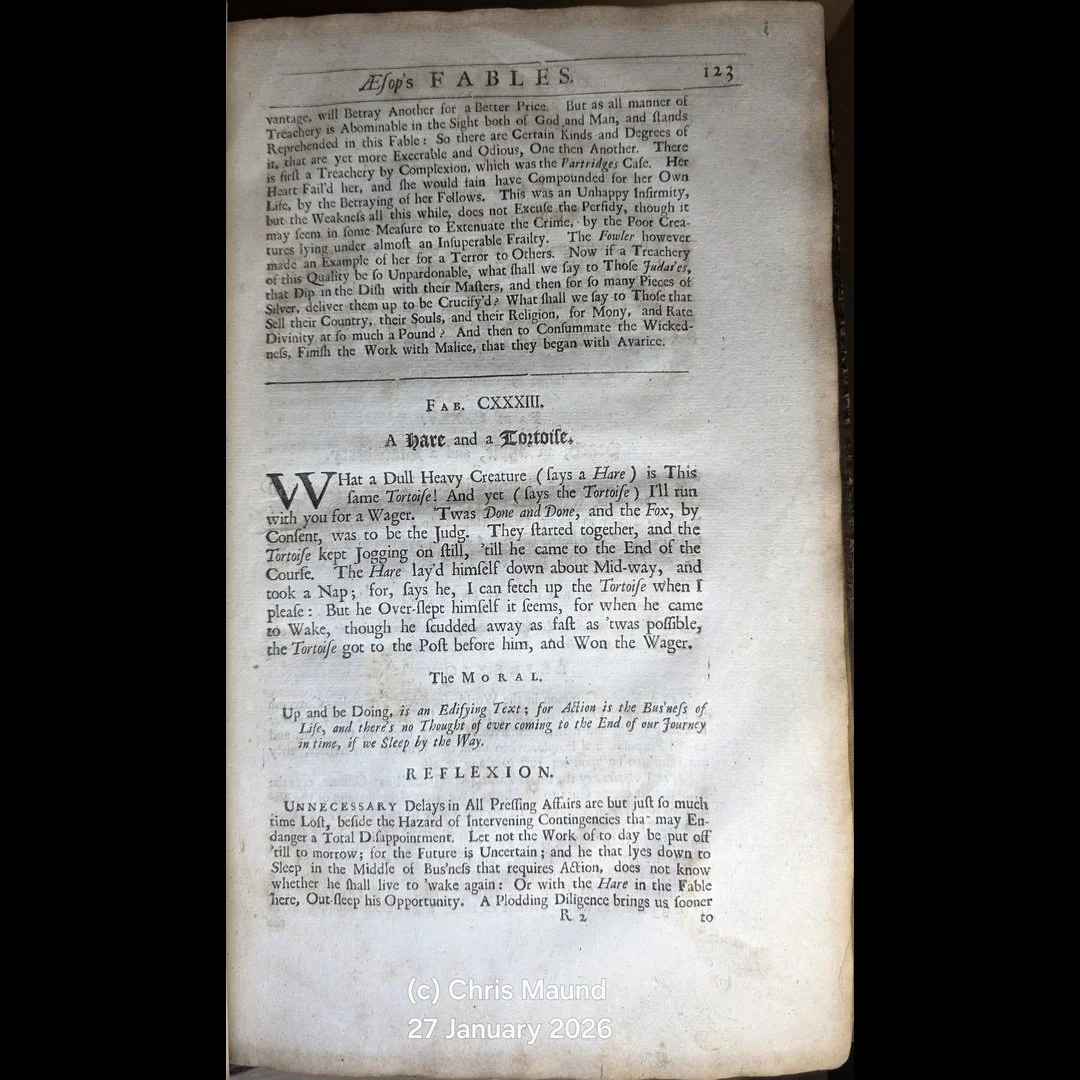 Æſop's FABLES. 123
vantage, will Betray Another for a Better Price. But as all manner of
Treachery is Abominable in the Sight both of God and Man, and ſtands
Reprehended in this Fable: So there are Certain Kinds and Degrees of
it, that are yet more Execrable and Odious, One then Another. There
is firſt a Treachery by Complexion, which was the Partridges Caſe. Her
Heart Fail'd her, and ſhe would fain have Compounded for her Own
Life, by the Betraying of her Fellows. This was an Unhappy Infirmity,
but the Weakneſs all this while, does not Excuſe the Perfidy, though it
may ſeem in ſome Meaſure to Extenuate the Crime, by the Poor Crea-
tures lying under almoſt an Inſuperable Frailty. The Fowler however
made an Example of her for a Terror to Others. Now if a Treachery
of this Quality be ſo Unpardonable, what ſhall we ſay to Thoſe Judas'es,
that Dip in the Diſh with their Maſters, and then for ſo many Pieces of
Silver, deliver them up to be Crucify'd? What ſhall we ſay to Thoſe that
Sell their Country, their Souls, and their Religion, for Mony, and Rate
Divinity at ſo much a Pound? And then to Conſummate the Wicked-
neſs, Finiſh the Work with Malice, that they began with Avarice.
FAB. CXXXIII.
A Hare and a Tortoiſe.
WHat a Dull Heavy Creature (ſays a Hare) is This
ſame Tortoiſe! And yet (ſays the Tortoiſe) I'll run
with you for a Wager. 'Twas Done and Done, and the Fox, by
Conſent, was to be the Judg. They ſtarted together, and the
Tortoiſe kept Jogging on ſtill, 'till he came to the End of the
Courſe. The Hare lay'd himſelf down about Mid-way, and
took a Nap; for, ſays he, I can fetch up the Tortoiſe when I
pleaſe: But he Over-ſlept himſelf it ſeems, for when he came
to Wake, though he ſcudded away as faſt as 'twas poſſible,
the Tortoiſe got to the Poſt before him, and Won the Wager.
The MORAL.
Up and be Doing, is an Edifying Text; for Action is the Bus'neſs of
Life, and there's no Thought of ever coming to the End of our Journey
in time, if we Sleep by the Way.
REFLEXION.
UNNECESSARY Delays in All Preſſing Affairs are but juſt ſo much
time Loſt, beſide the Hazard of Intervening Contingencies that may En-
danger a Total Diſappointment. Let not the Work of to day be put off
'till to morrow; for the Future is Uncertain; and he that lyes down to
Sleep in the Middle of Bus'neſs that requires Action, does not know
whether he ſhall live to 'wake again: Or with the Hare in the Fable
here, Out-ſleep his Opportunity. A Plodding Diligence brings us ſooner
R 2 to
(c) Chris Maund
27 January 2026